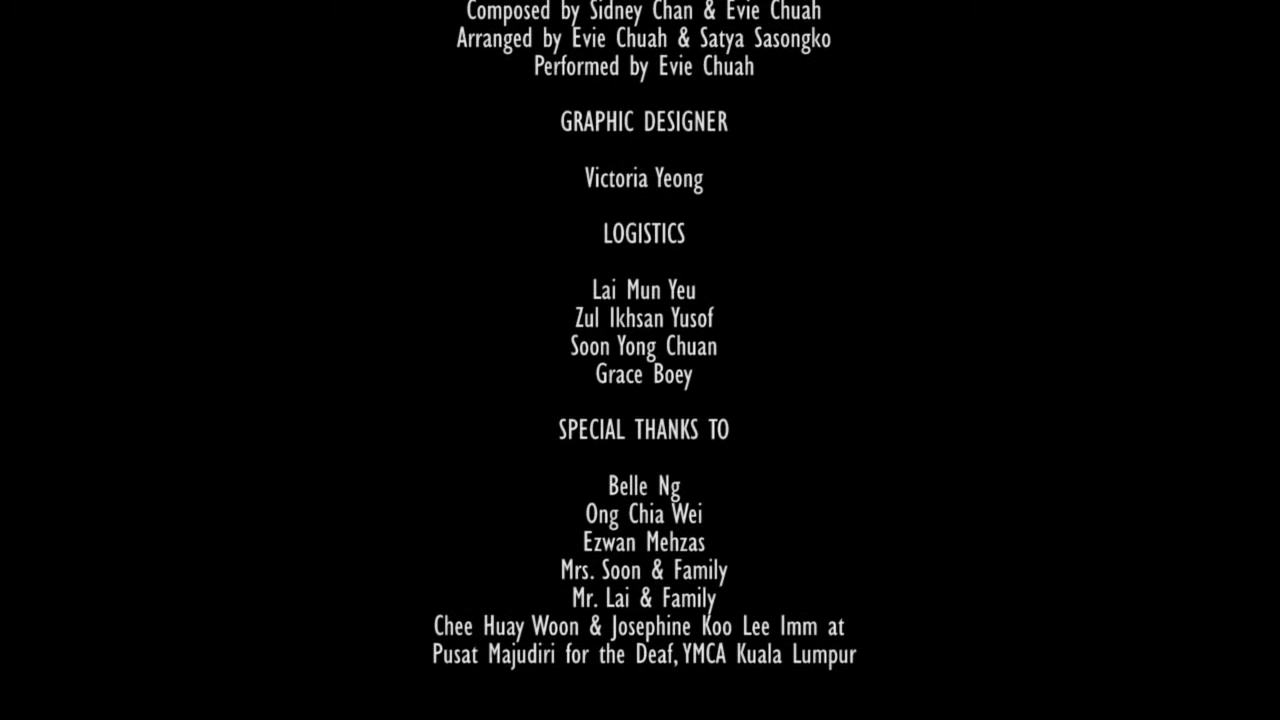 Composed by Sidney Chan & Evie Chuah
Arranged by Evie Chuah & Satya Sasongko
Performed by Evie Chuah
GRAPHIC DESIGNER
Victoria Yeong
LOGISTICS
Lai Mun Yeu
Zul Ikhsan Yusof
Soon Yong Chuan
Grace Boey
SPECIAL THANKS TO
Belle Ng
Ong Chia Wei
Ezwan Mehzas
Mrs. Soon & Family
Mr. Lai & Family
Chee Huay Woon & Josephine Koo Lee Imm at
Pusat Majudiri for the Deaf, YMCA Kuala Lumpur